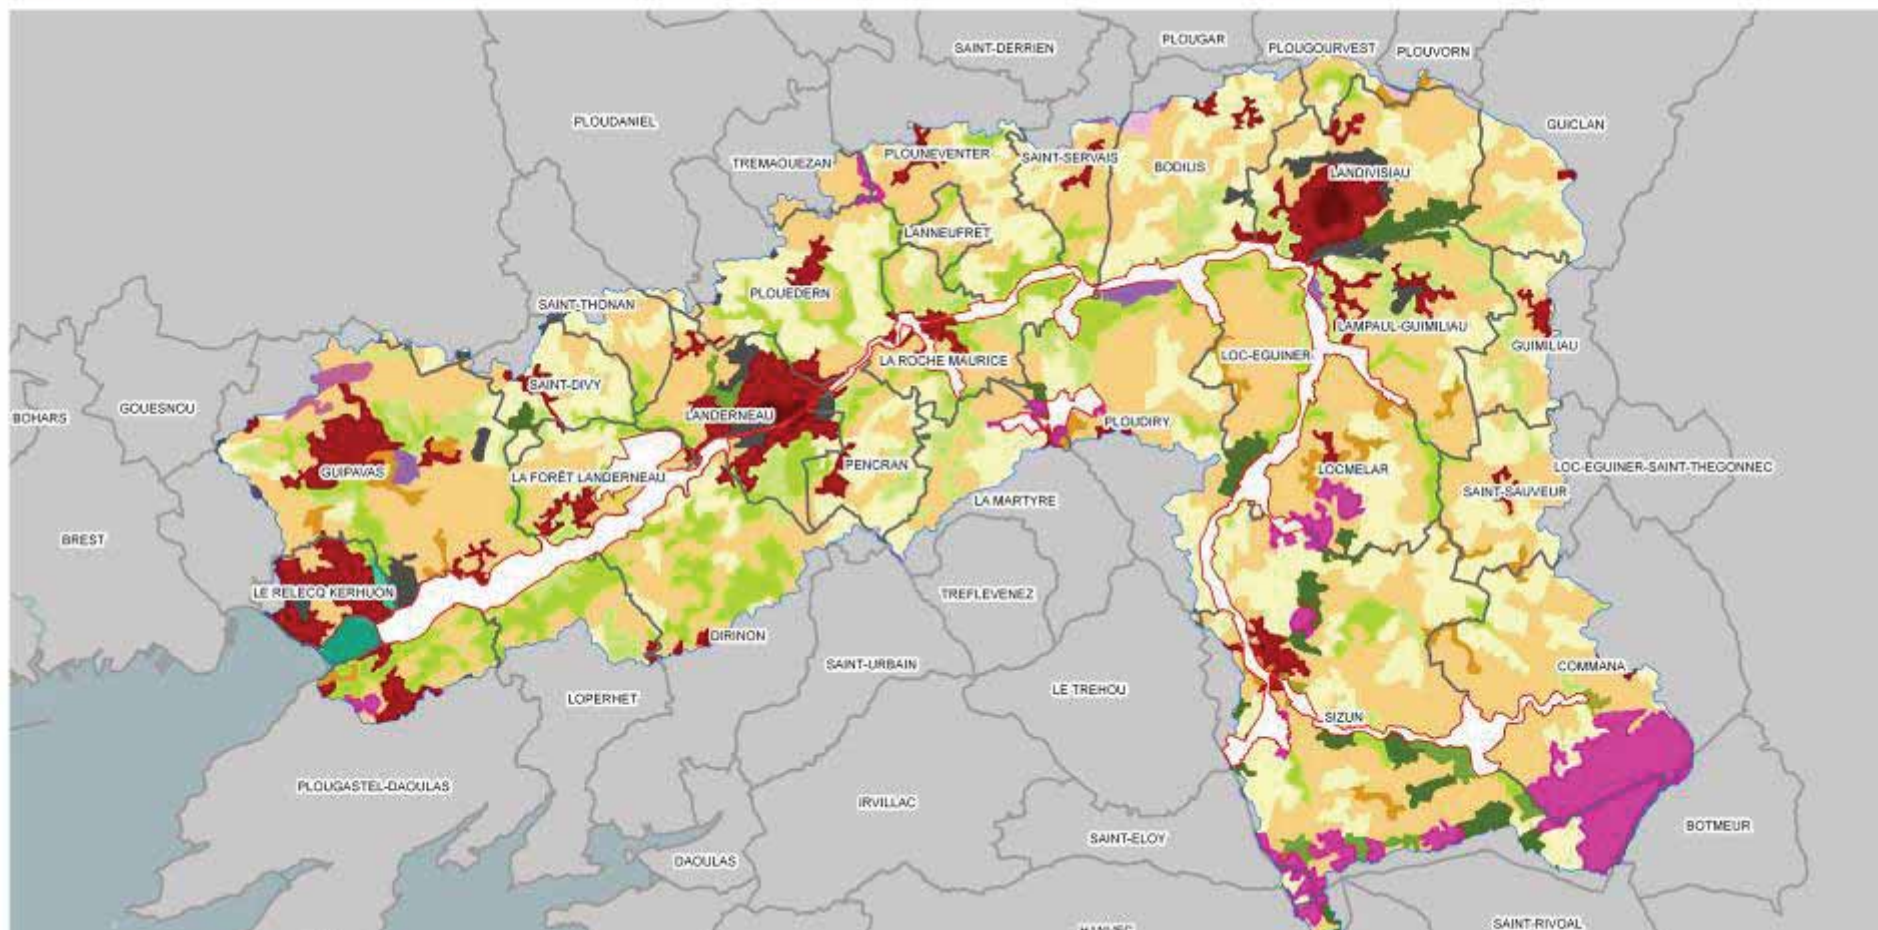 SAINT-DERRIEN
PLOUGAR
PLOUGOURVEST
PLOUVORN
PLOUDANIEL
GUICLAN
TREMAOUEZAN
PLOUNEVENTER
SAINT-SERVAIS
BODILIS
LANDIVISIAU
LANNEUFRET
PLOUEDERN
SAINT-THONAN
LAMPAUL-GUIMILIAU
GUIMILIAU
LA ROCHE MAURICE
LOC-EGUINER
SAINT-DIVY
GOUESNOU
BOHARS
LANDERNEAU
PLOUDIRY
GUIPAVAS
LA FORÊT LANDERNEAU
PENCRAN
LOCMELAR
LOC-EGUINER-SAINT-THEGONNEC
SAINT-SAUVEUR
LA MARTYRE
BREST
LE RELECQ KERHUON
TREFLEVENEZ
DIRINON
SAINT-URBAIN
COMMANA
LE TREHOU
LOPERHET
SIZUN
PLOUGASTEL-DAOULAS
IRVILLAC
SAINT-ELOY
BOTMEUR
DAOULAS
SAINT-RIVOAL